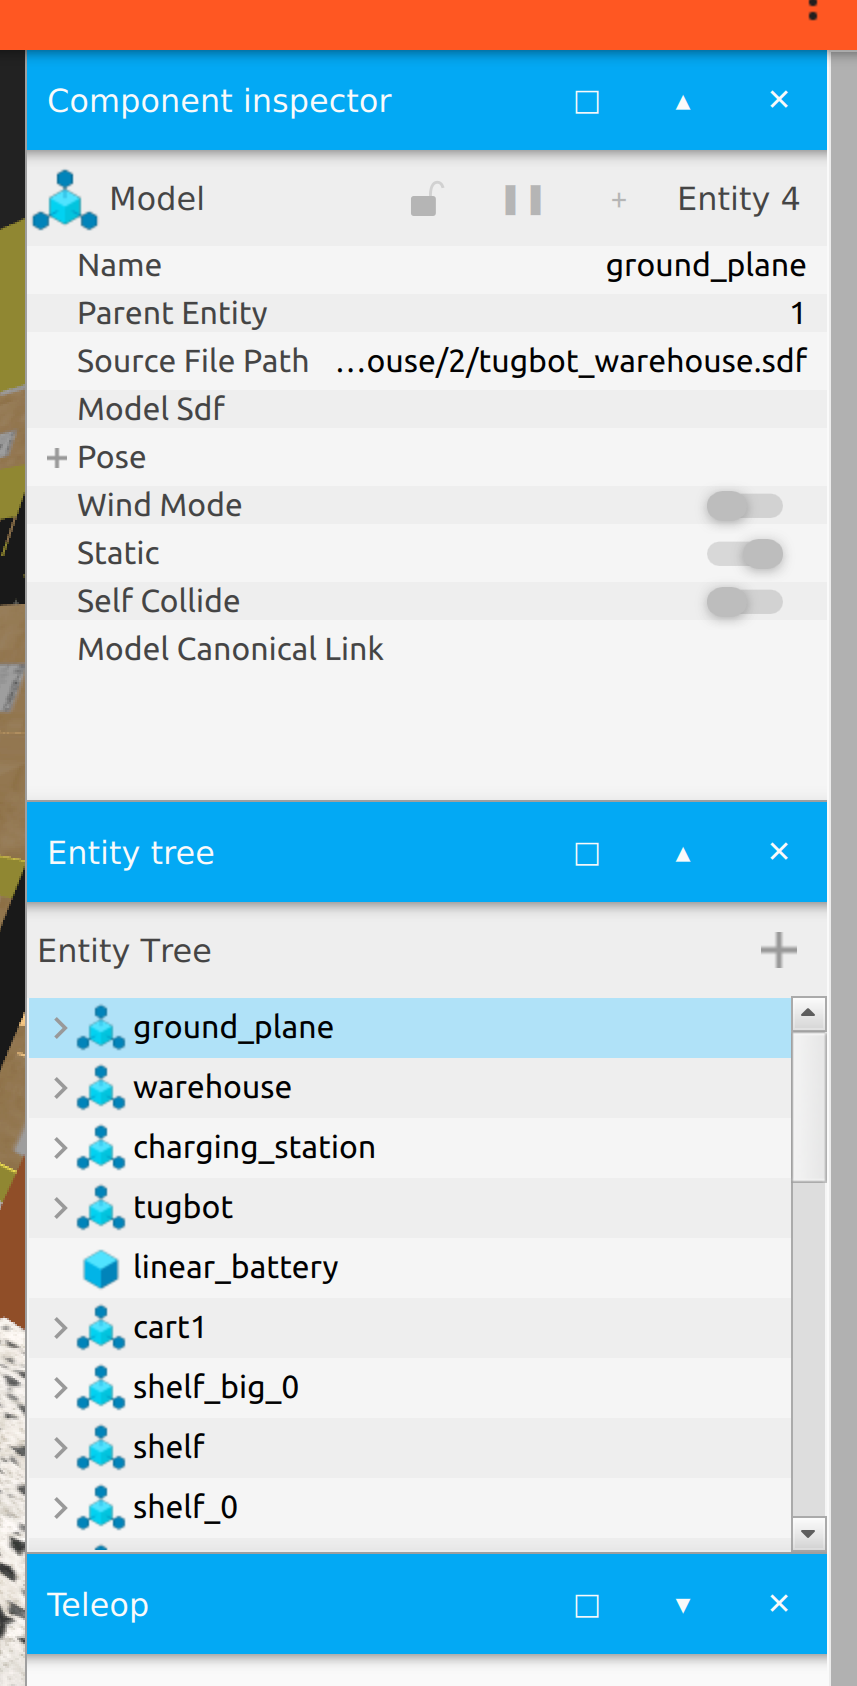 Component inspector
Model
Entity 4
Name ground_plane
Parent Entity 1
Source File Path ...ouse/2/tugbot_warehouse.sdf
Model Sdf
Pose
Wind Mode
Static
Self Collide
Model Canonical Link
Entity tree
Entity Tree
ground_plane
warehouse
charging_station
tugbot
linear_battery
cart1
shelf_big_0
shelf
shelf_0
Teleop